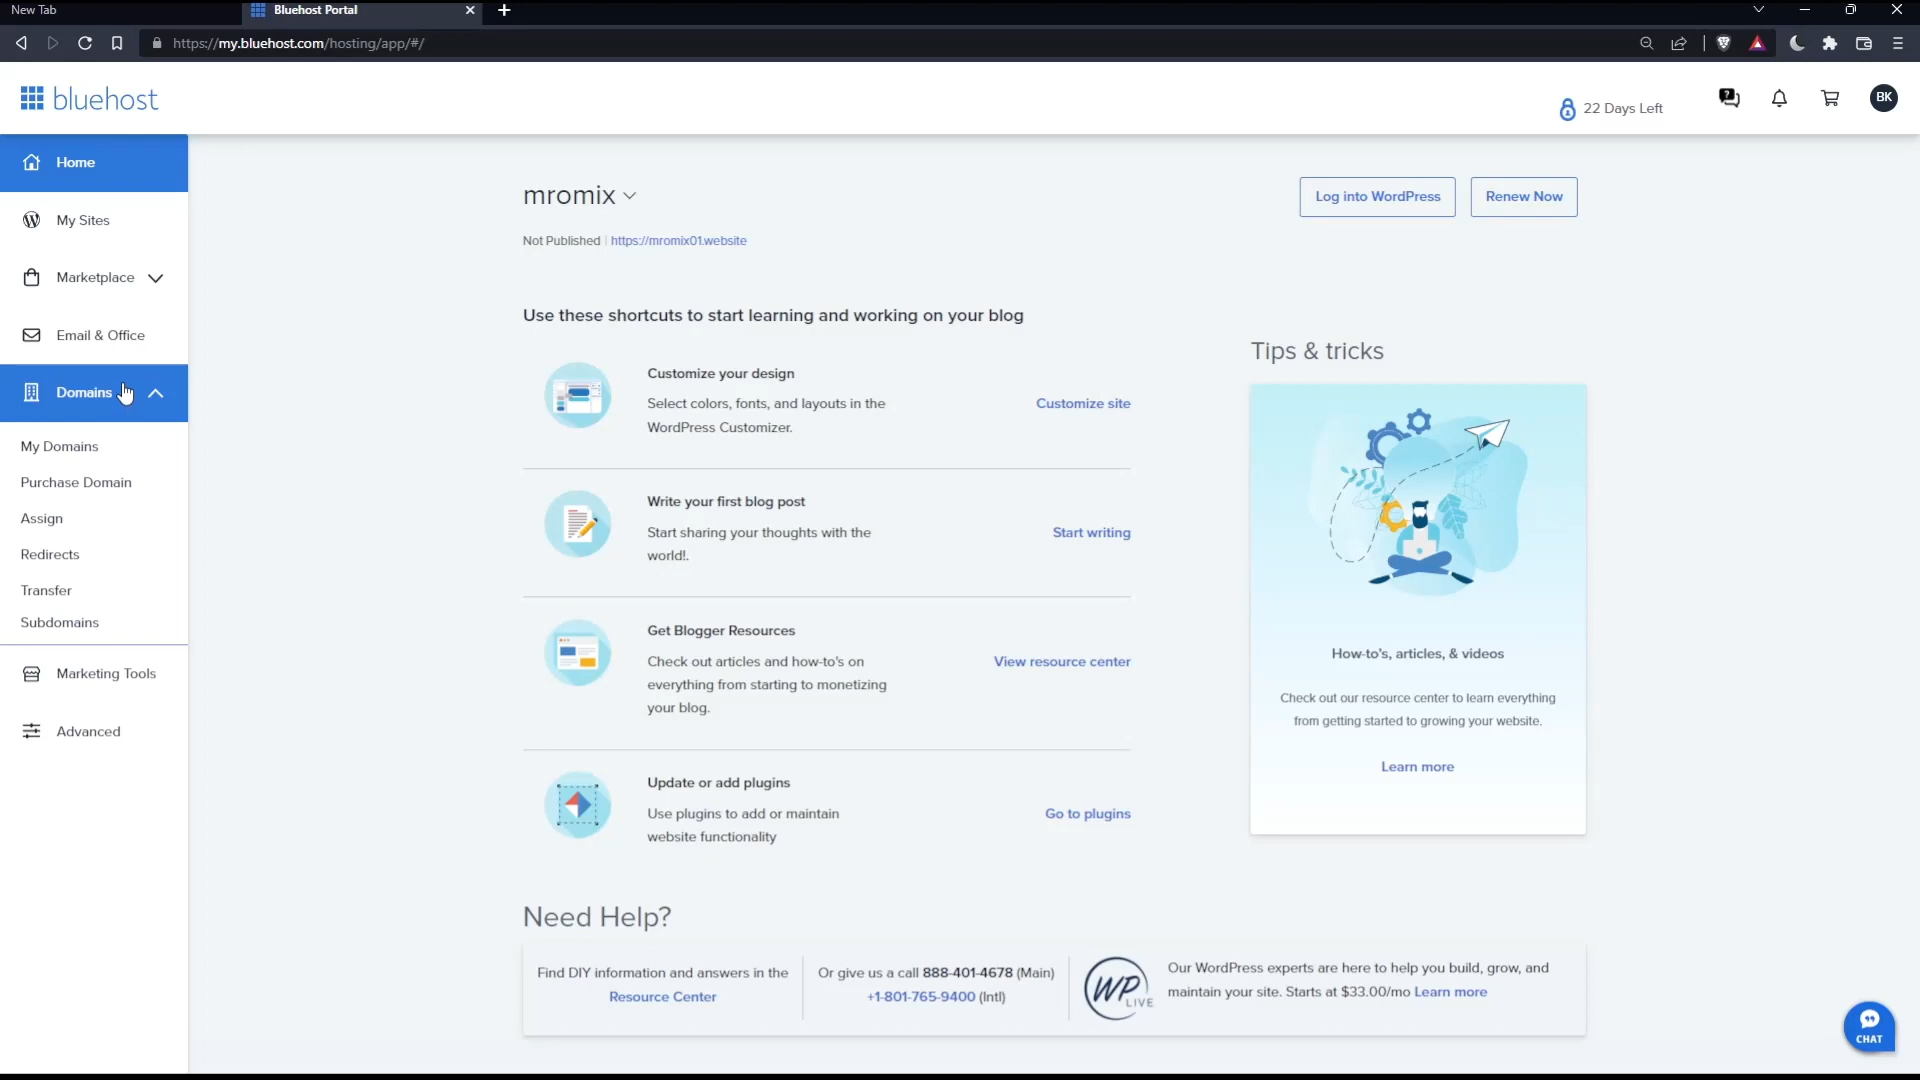 New Tab
Bluehost Portal
https://my.bluehost.com/hosting/app/#/
bluehost
22 Days Left
BK
Home
My Sites
Marketplace
Email & Office
Domains
My Domains
Purchase Domain
Assign
Redirects
Transfer
Subdomains
Marketing Tools
Advanced
mromix
Log into WordPress
Renew Now
Not Published | https://mromix01.website
Use these shortcuts to start learning and working on your blog
Customize your design
Select colors, fonts, and layouts in the
WordPress Customizer.
Customize site
Write your first blog post
Start sharing your thoughts with the
world!.
Start writing
Get Blogger Resources
Check out articles and how-to's on
everything from starting to monetizing
your blog.
View resource center
Update or add plugins
Use plugins to add or maintain
website functionality
Go to plugins
Tips & tricks
How-to's, articles, & videos
Check out our resource center to learn everything
from getting started to growing your website.
Learn more
Need Help?
Find DIY information and answers in the
Resource Center
Or give us a call 888-401-4678 (Main)
+1-801-765-9400 (Intl)
WP
LIVE
Our WordPress experts are here to help you build, grow, and
maintain your site. Starts at $33.00/mo Learn more
CHAT